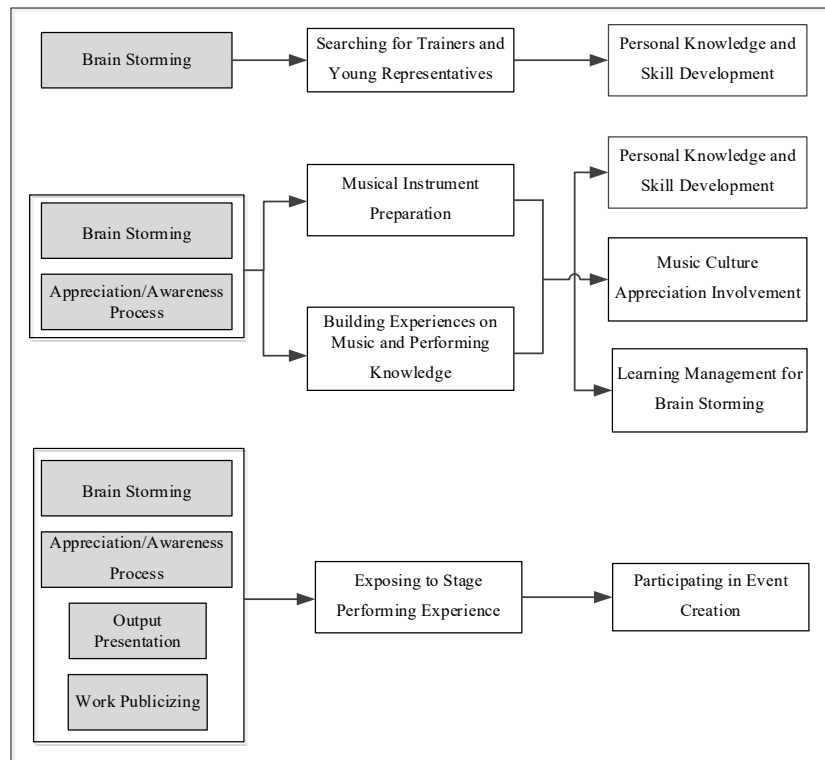 Brain Storming
Searching for Trainers and
Young Representatives
Personal Knowledge and
Skill Development
Brain Storming
Appreciation/Awareness
Process
Musical Instrument
Preparation
Building Experiences on
Music and Performing
Knowledge
Personal Knowledge and
Skill Development
Music Culture
Appreciation Involvement
Learning Management for
Brain Storming
Brain Storming
Appreciation/Awareness
Process
Output
Presentation
Work Publicizing
Exposing to Stage
Performing Experience
Participating in Event
Creation